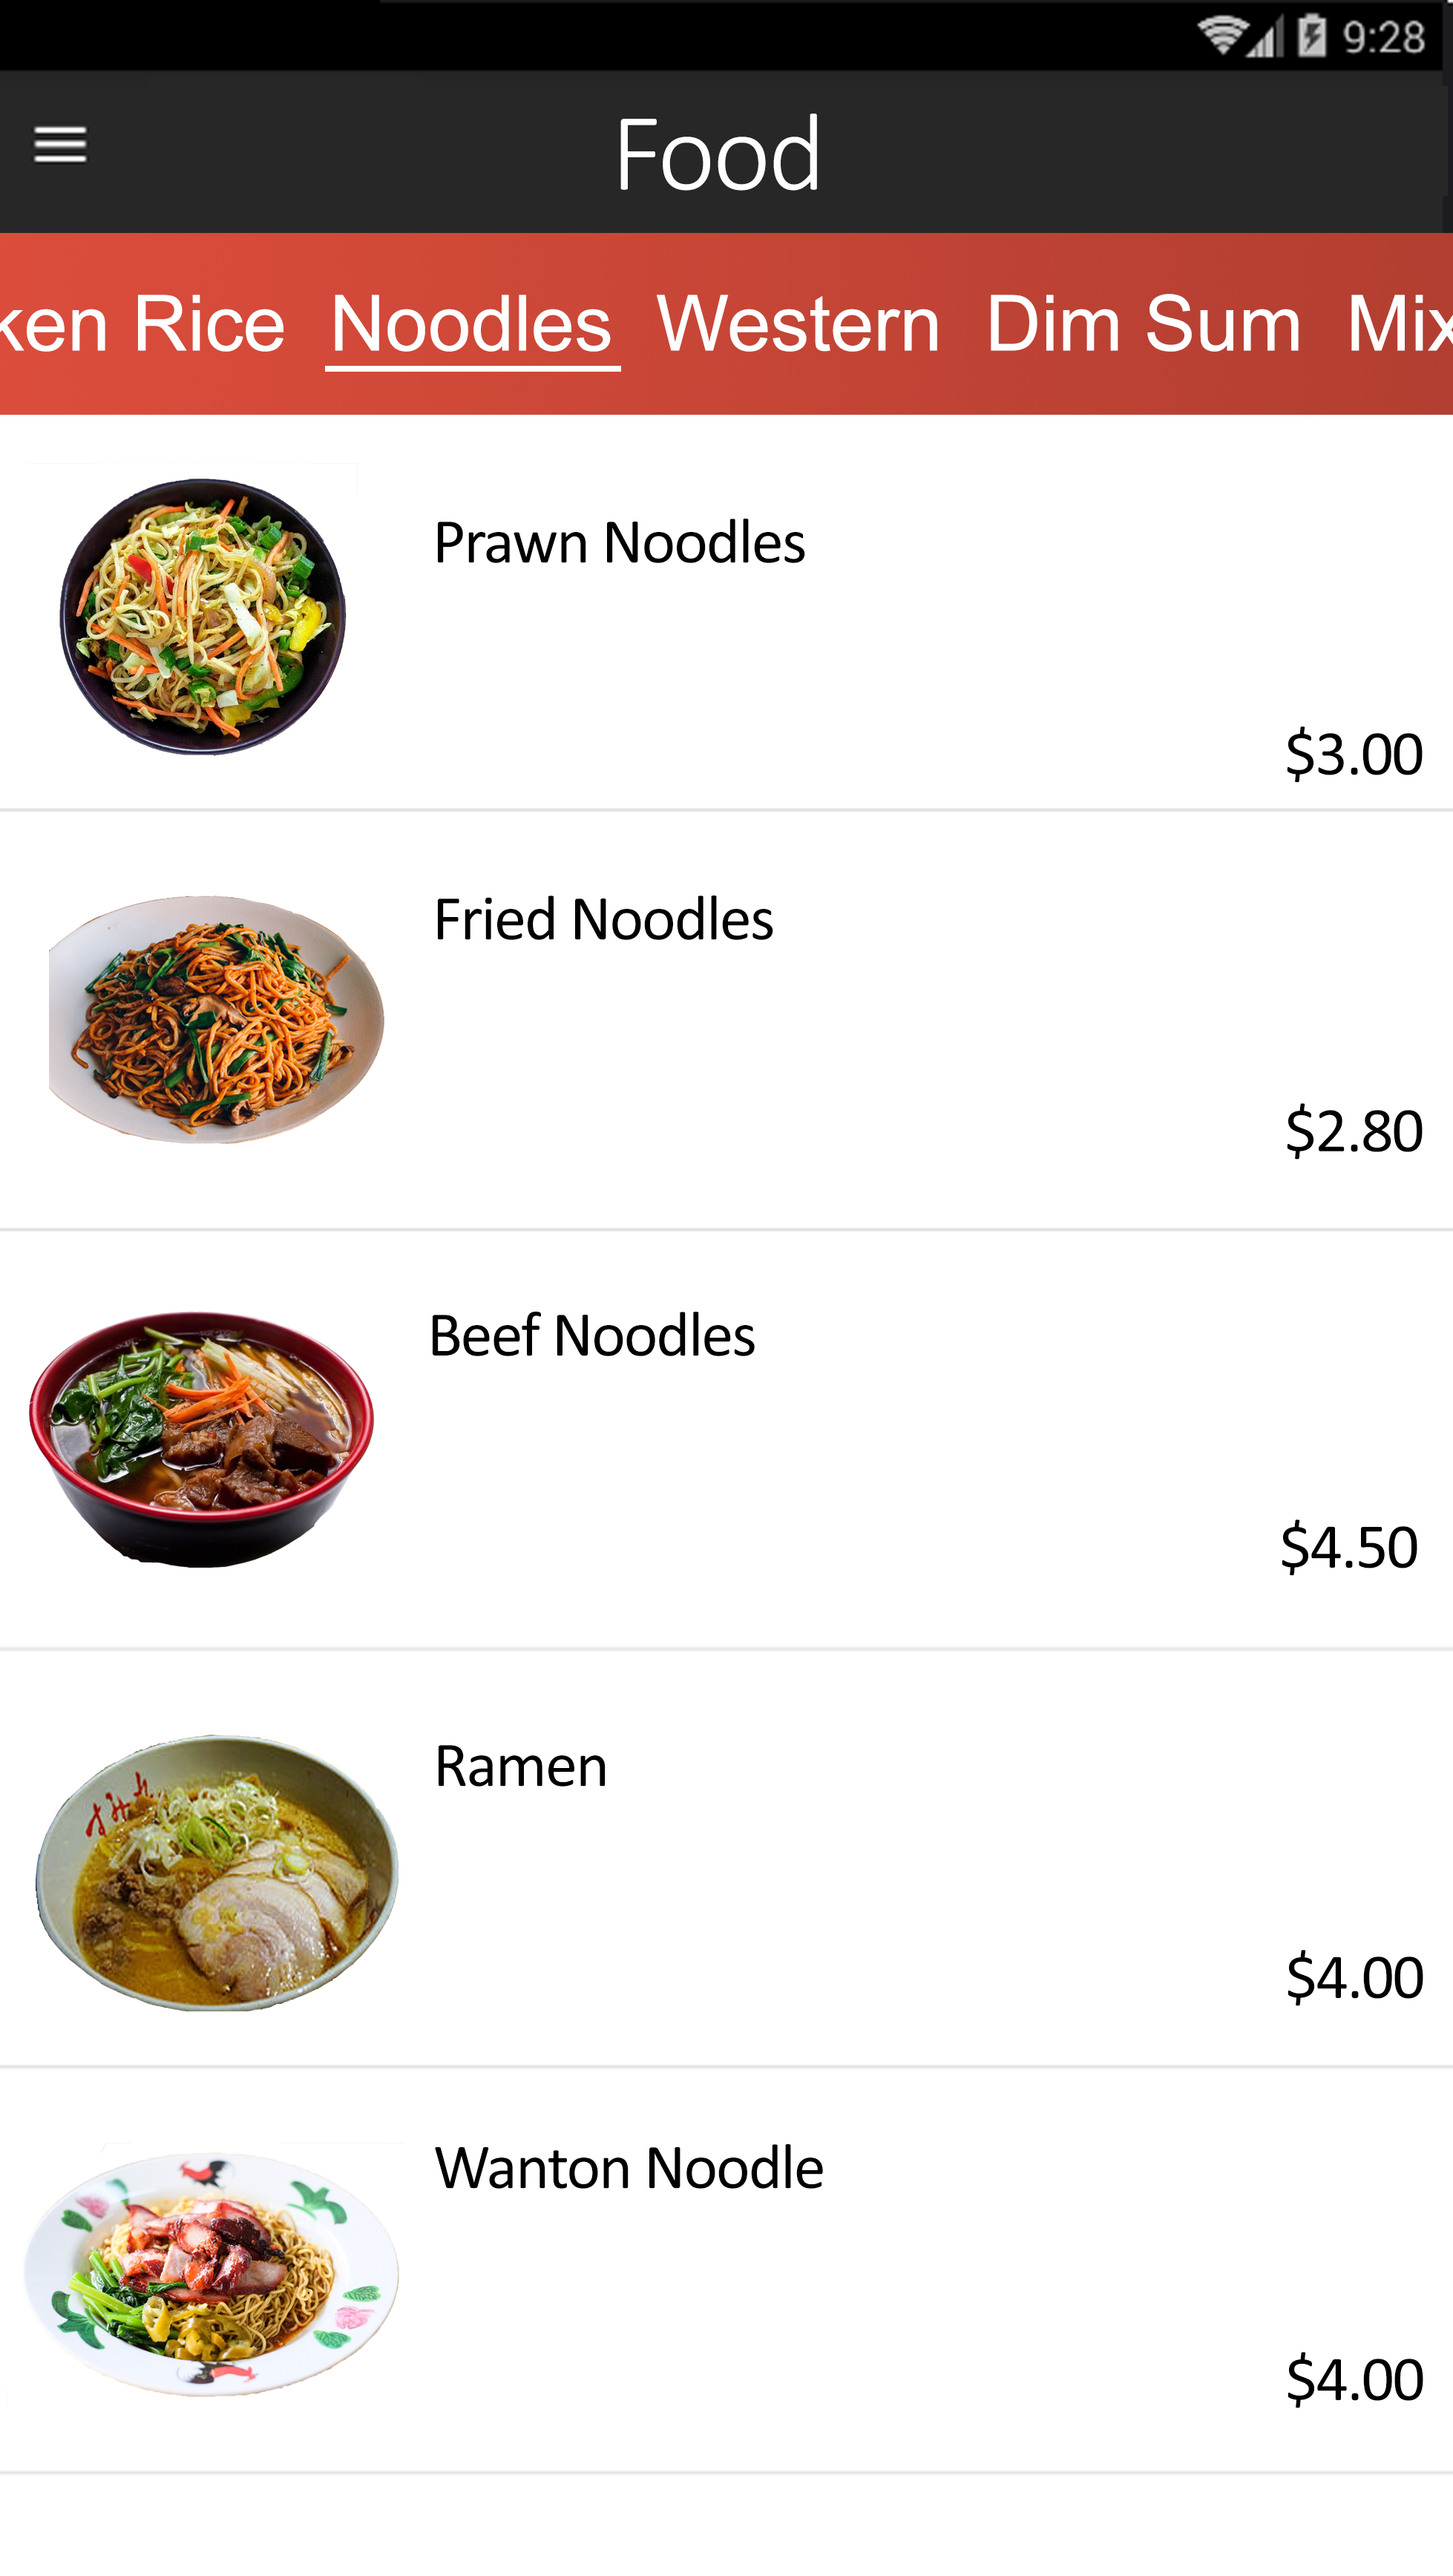 9:28
Food
ken Rice Noodles Western Dim Sum Mix
Prawn Noodles
$3.00
Fried Noodles
$2.80
Beef Noodles
$4.50
Ramen
$4.00
Wanton Noodle
$4.00